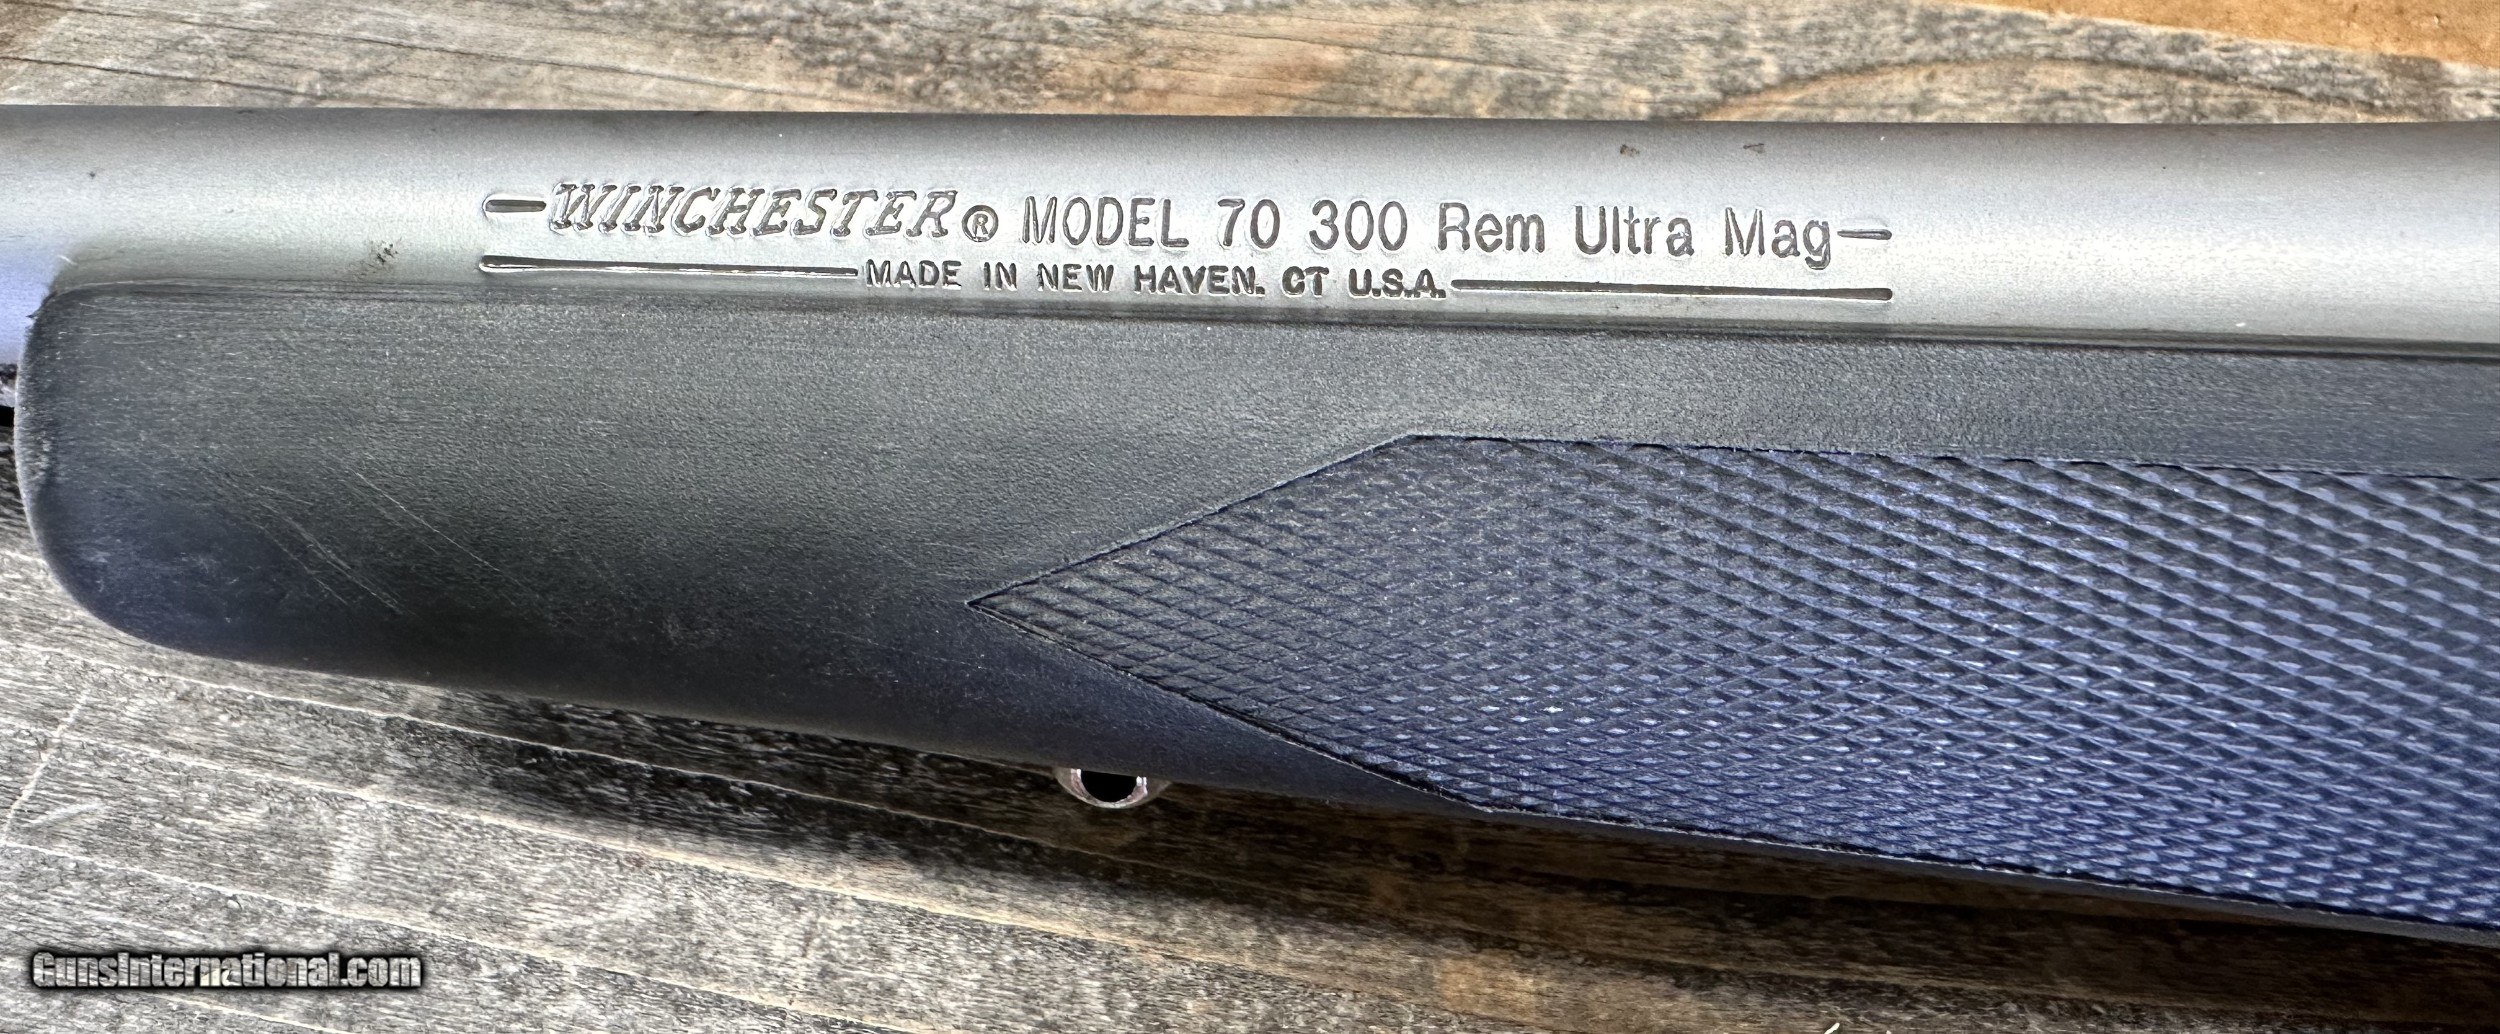 WINCHESTER® MODEL 70 300 Rem Ultra Mag
MADE IN NEW HAVEN. CT U.S.A.
GunsInternational.com